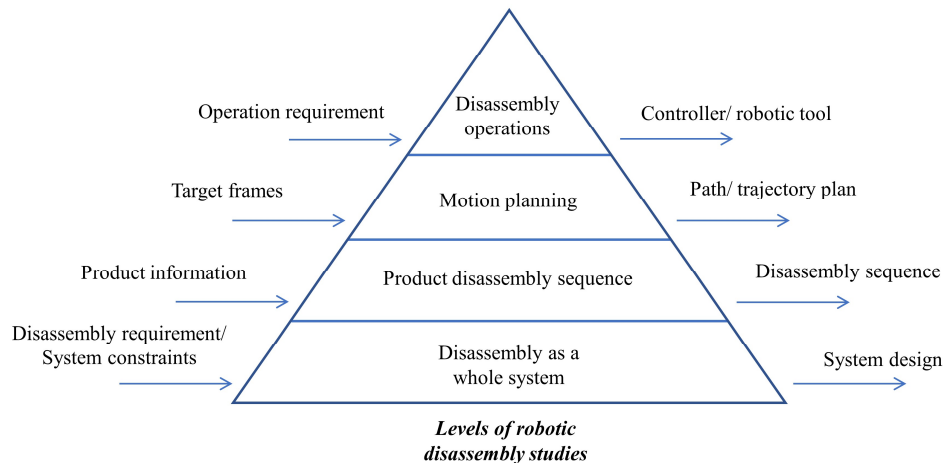 Operation requirement
Disassembly
operations
Controller/ robotic tool
Target frames
Motion planning
Path/ trajectory plan
Product information
Product disassembly sequence
Disassembly sequence
Disassembly requirement/
System constraints
Disassembly as a
whole system
System design
Levels of robotic
disassembly studies